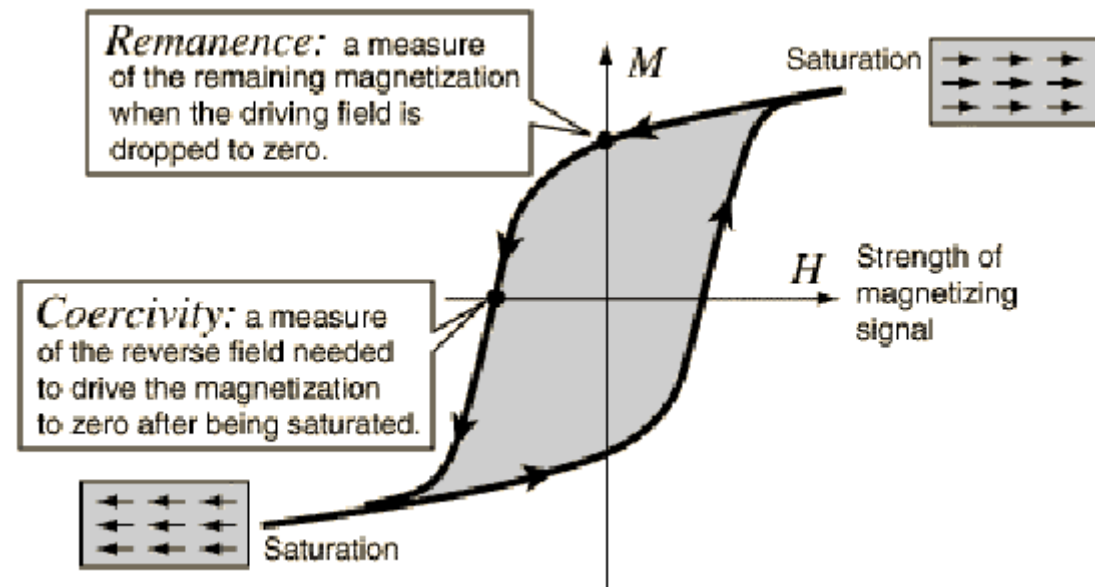 Remanence: a measure
of the remaining magnetization
when the driving field is
dropped to zero.
M
Saturation
H
Strength of
magnetizing
signal
Coercivity: a measure
of the reverse field needed
to drive the magnetization
to zero after being saturated.
Saturation